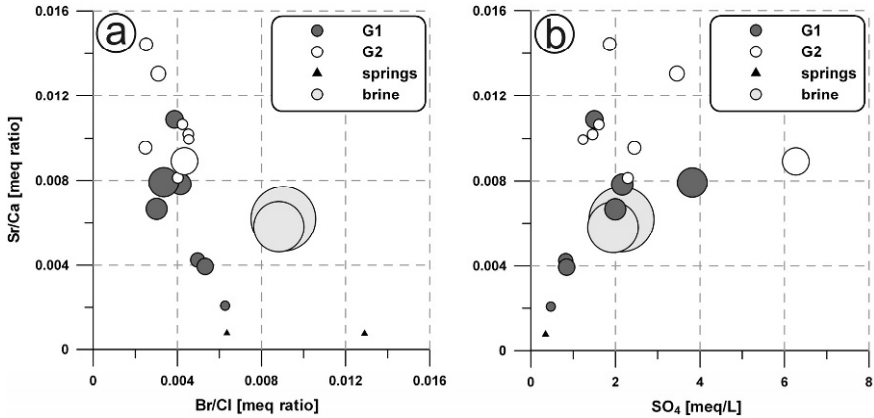 a
G1
G2
springs
brine
0.016
0.012
0.008
0.004
0
Sr/Ca [meq ratio]
0 0.004 0.008 0.012 0.016
Br/Cl [meq ratio]
b
G1
G2
springs
brine
0.016
0.012
0.008
0.004
0
0 2 4 6 8
SO₄ [meq/L]